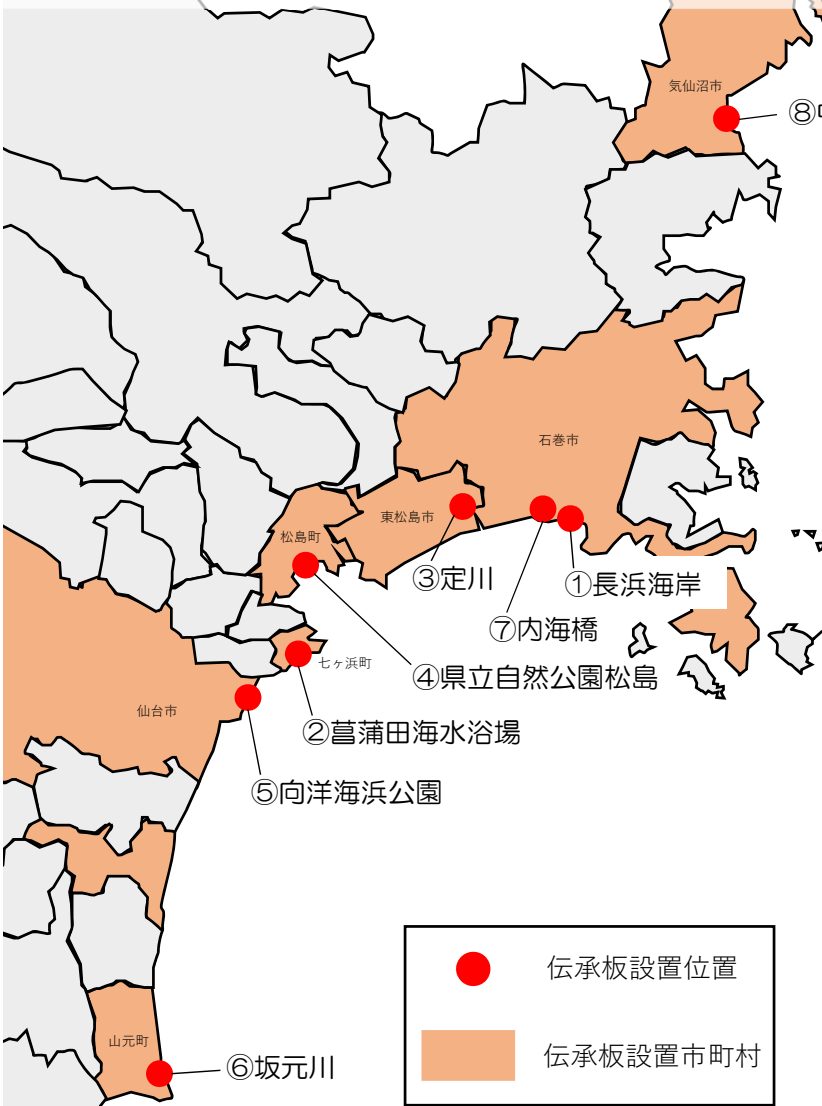 気仙沼市
⑧
石巻市
東松島市
松島町
③定川
①長浜海岸
⑦内海橋
七ヶ浜町
④県立自然公園松島
仙台市
②菖蒲田海水浴場
⑤向洋海浜公園
伝承板設置位置
山元町
伝承板設置市町村
⑥坂元川